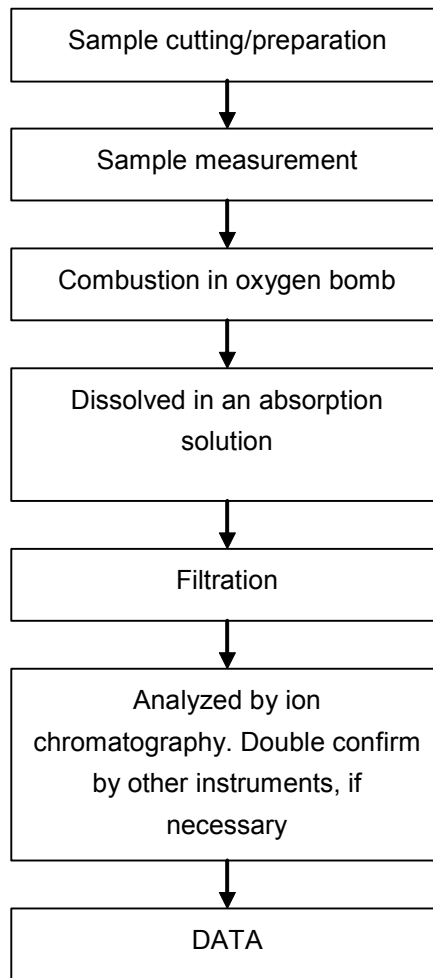 Sample cutting/preparation
Sample measurement
Combustion in oxygen bomb
Dissolved in an absorption
solution
Filtration
Analyzed by ion
chromatography. Double confirm
by other instruments, if
necessary
DATA